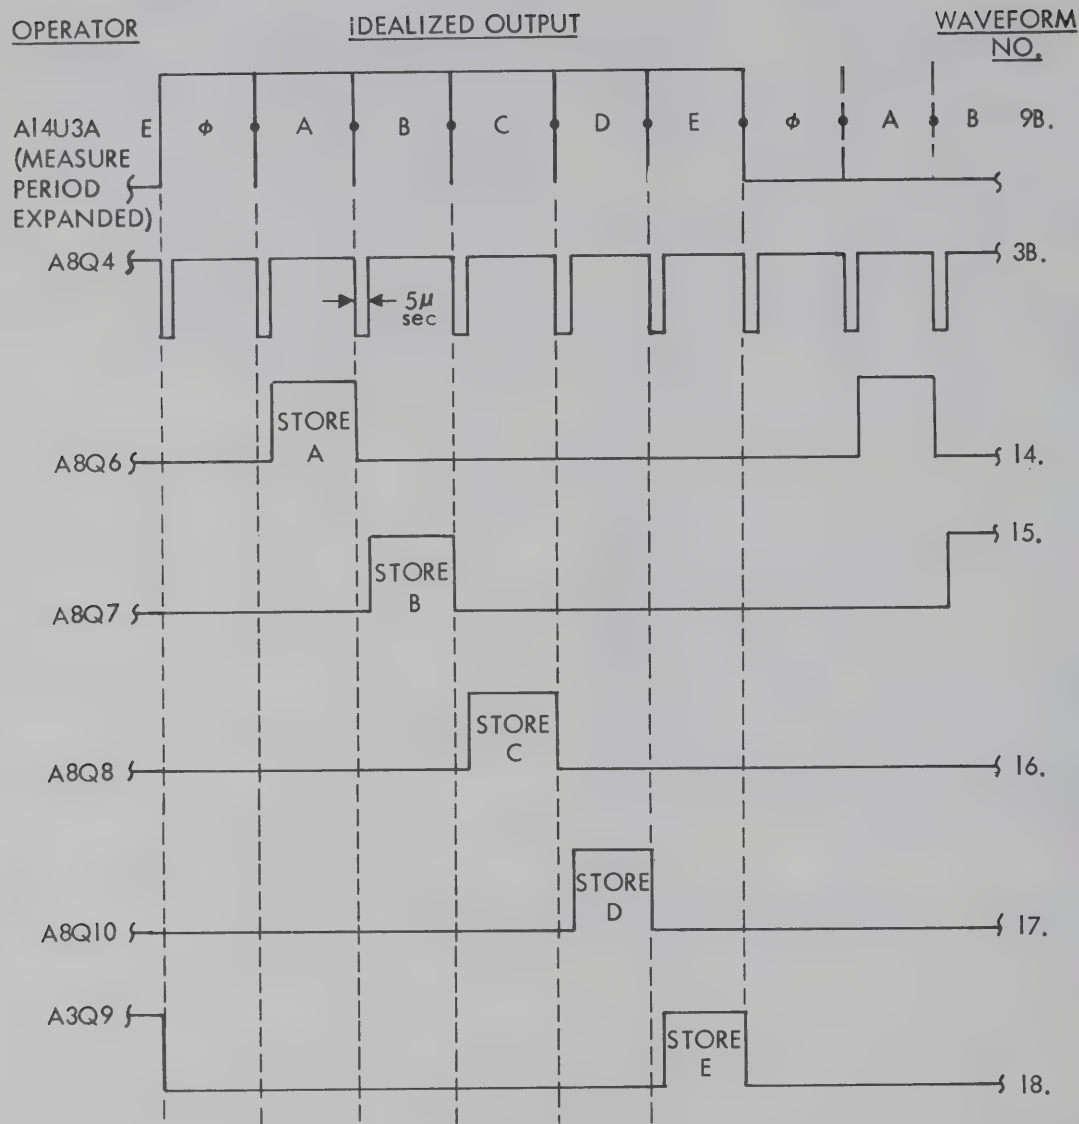 OPERATOR IDEALIZED OUTPUT WAVEFORM
NO.
A14U3A E φ A B C D E φ A B 9B.
(MEASURE
PERIOD
EXPANDED)
A8Q4 3B.
5μ
sec
STORE
A
A8Q6 14.
15.
STORE
B
A8Q7
STORE
C
A8Q8 16.
STORE
D
A8Q10 17.
A3Q9
STORE
E
18.